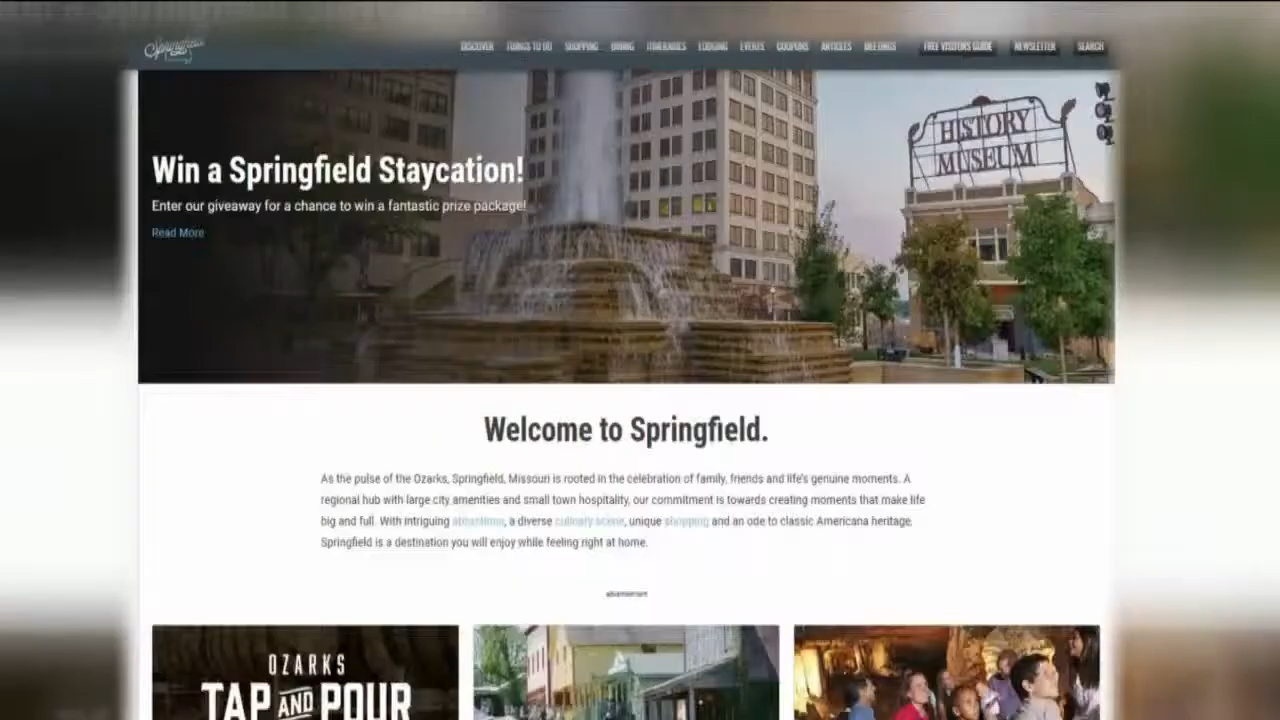 Springfield
DISCOVER THINGS TO DO SHOPPING DINING ITINERARIES LODGING EVENTS COUPONS ARTICLES MEETINGS FREE VISITORS GUIDE NEWSLETTER SEARCH
HISTORY
MUSEUM
Win a Springfield Staycation!
Enter our giveaway for a chance to win a fantastic prize package!
Read More
Welcome to Springfield.
As the pulse of the Ozarks, Springfield, Missouri is rooted in the celebration of family, friends and life's genuine moments. A
regional hub with large city amenities and small town hospitality, our commitment is towards creating moments that make life
big and full. With intriguing attractions, a diverse culinary scene, unique shopping and an ode to classic Americana heritage,
Springfield is a destination you will enjoy while feeling right at home.
advertisement
OZARKS
TAP AND POUR